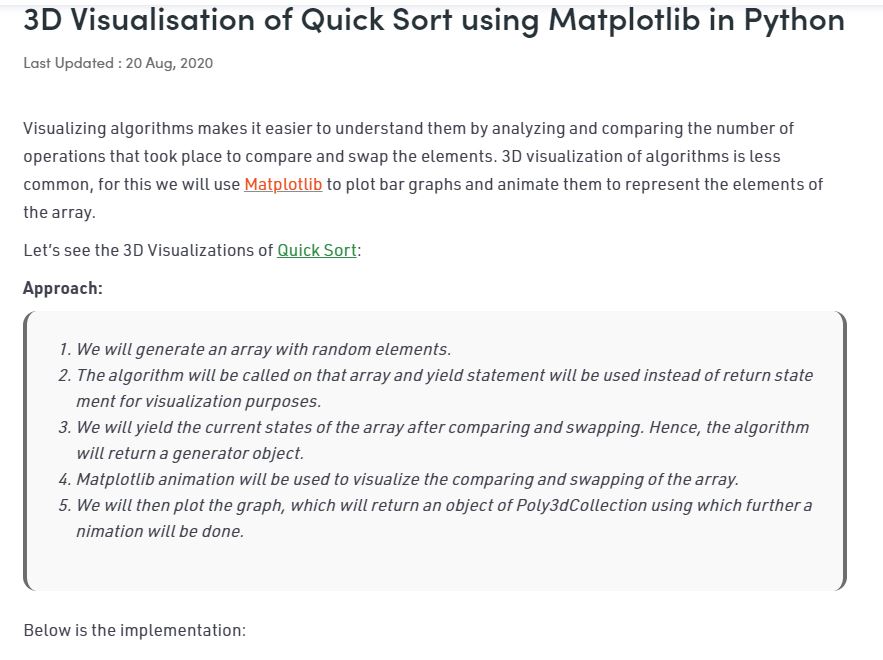 3D Visualisation of Quick Sort using Matplotlib in Python
Last Updated : 20 Aug, 2020
Visualizing algorithms makes it easier to understand them by analyzing and comparing the number of
operations that took place to compare and swap the elements. 3D visualization of algorithms is less
common, for this we will use Matplotlib to plot bar graphs and animate them to represent the elements of
the array.
Let's see the 3D Visualizations of Quick Sort:
Approach:
1. We will generate an array with random elements.
2. The algorithm will be called on that array and yield statement will be used instead of return state
ment for visualization purposes.
3. We will yield the current states of the array after comparing and swapping. Hence, the algorithm
will return a generator object.
4. Matplotlib animation will be used to visualize the comparing and swapping of the array.
5. We will then plot the graph, which will return an object of Poly3dCollection using which further a
nimation will be done.
Below is the implementation: